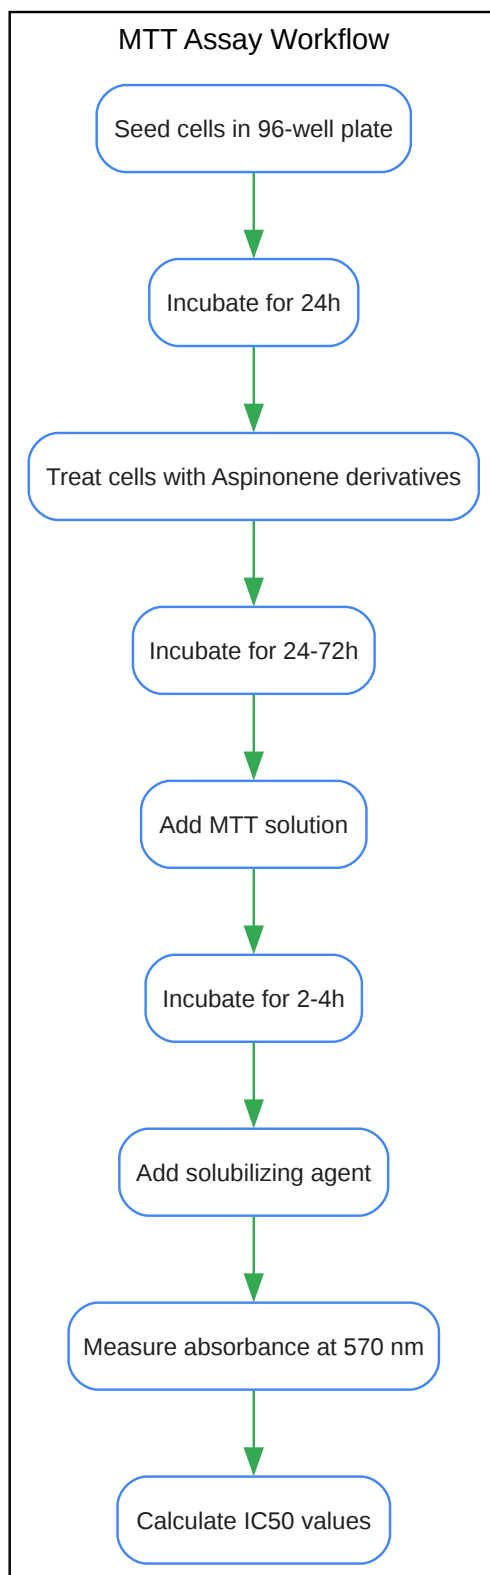 MTT Assay Workflow
Seed cells in 96-well plate
Incubate for 24h
Treat cells with Aspinonene derivatives
Incubate for 24-72h
Add MTT solution
Incubate for 2-4h
Add solubilizing agent
Measure absorbance at 570 nm
Calculate IC50 values